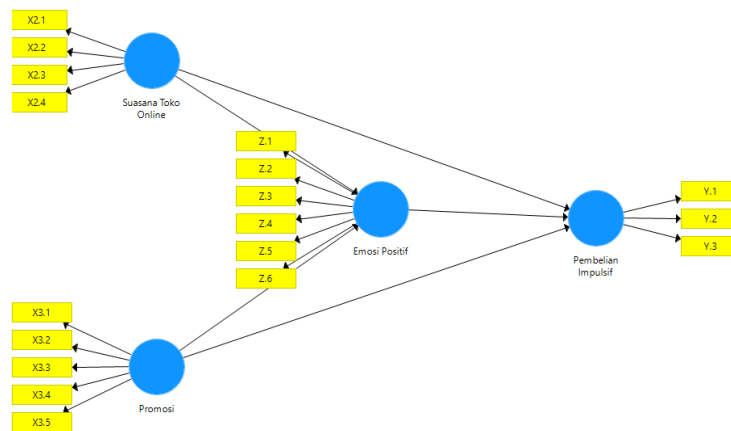 X2.1
X2.2
X2.3
X2.4
Suasana Toko
Online
Z.1
Z.2
Z.3
Z.4
Z.5
Z.6
Emosi Positif
Y.1
Y.2
Y.3
Pembelian
Impulsif
X3.1
X3.2
X3.3
X3.4
X3.5
Promosi